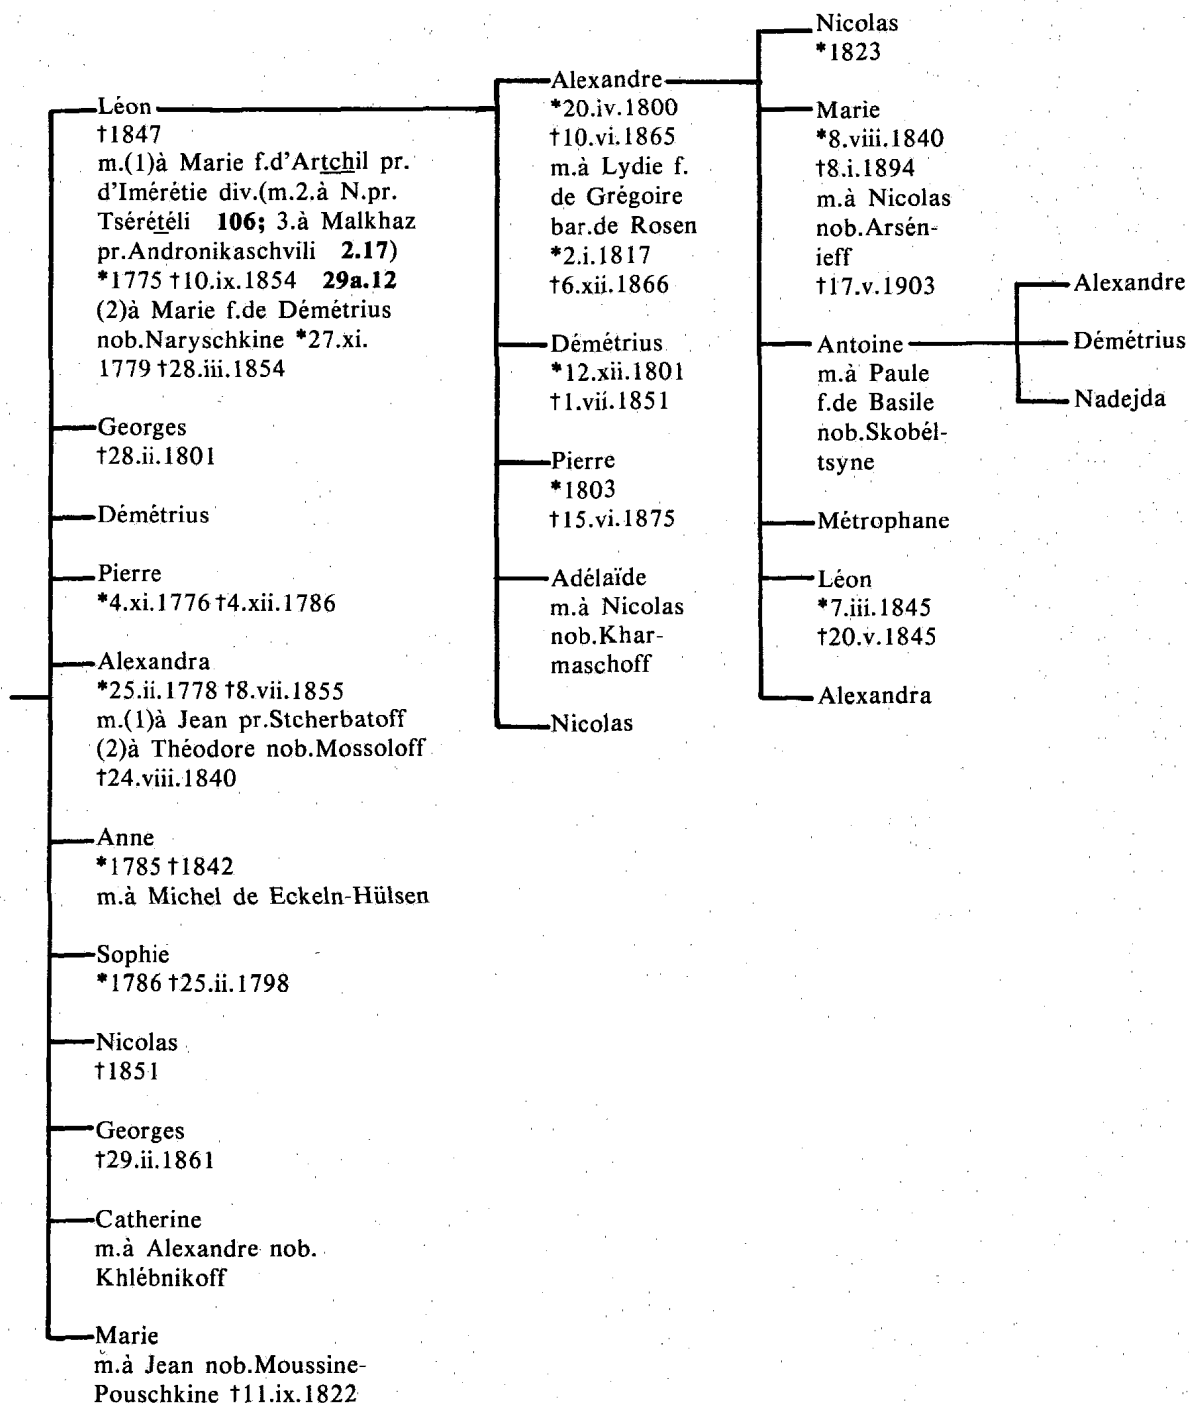 Léon
†1847
m.(1)à Marie f.d'Artchil pr.
d'Imérétie div.(m.2.à N.pr.
Tsérétéli 106; 3.à Malkhaz
pr.Andronikaschvili 2.17)
*1775 †10.ix.1854 29a.12
(2)à Marie f.de Démétrius
nob.Naryschkine *27.xi.
1779 †28.iii.1854
Georges
†28.ii.1801
Démétrius
Pierre
*4.xi.1776 †4.xii.1786
Alexandra
*25.ii.1778 †8.vii.1855
m.(1)à Jean pr.Stcherbatoff
(2)à Théodore nob.Mossoloff
†24.viii.1840
Anne
*1785 †1842
m.à Michel de Eckeln-Hülsen
Sophie
*1786 †25.ii.1798
Nicolas
†1851
Georges
†29.ii.1861
Catherine
m.à Alexandre nob.
Khlébnikoff
Marie
m.à Jean nob.Moussine-
Pouschkine †11.ix.1822
Alexandre
*20.iv.1800
†10.vi.1865
m.à Lydie f.
de Grégoire
bar.de Rosen
*2.i.1817
†6.xii.1866
Démétrius
*12.xii.1801
†1.vii.1851
Pierre
*1803
†15.vi.1875
Adélaïde
m.à Nicolas
nob.Khar-
maschoff
Nicolas
Nicolas
*1823
Marie
*8.viii.1840
†8.i.1894
m.à Nicolas
nob.Arsén-
ieff
†17.v.1903
Antoine
m.à Paule
f.de Basile
nob.Skobél-
tsyne
Métrophane
Léon
*7.iii.1845
†20.v.1845
Alexandra
Alexandre
Démétrius
Nadejda